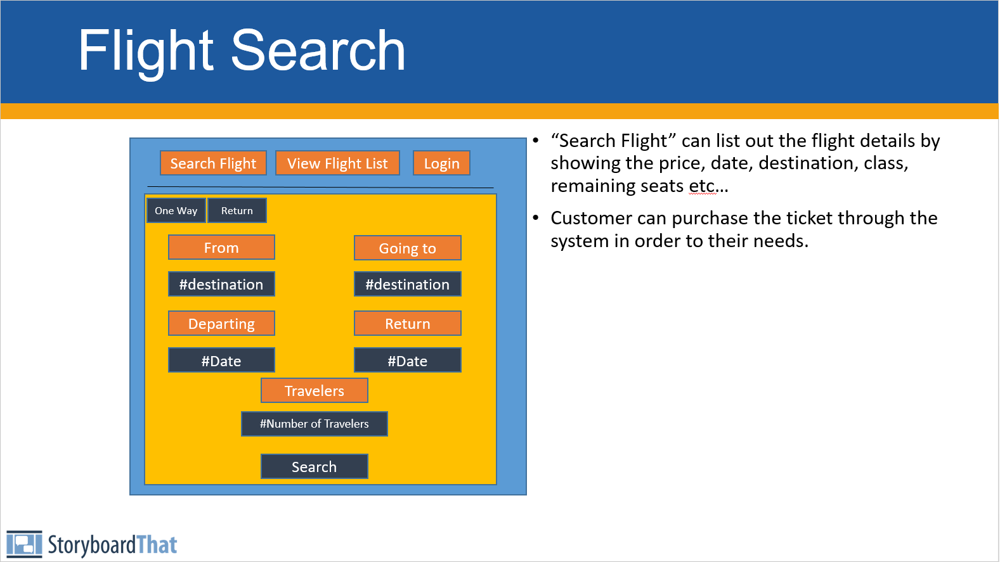 Flight Search
Search Flight View Flight List Login
One Way Return
From Going to
#destination #destination
Departing Return
#Date #Date
Travelers
#Number of Travelers
Search
• “Search Flight” can list out the flight details by
showing the price, date, destination, class,
remaining seats etc…
• Customer can purchase the ticket through the
system in order to their needs.
StoryboardThat